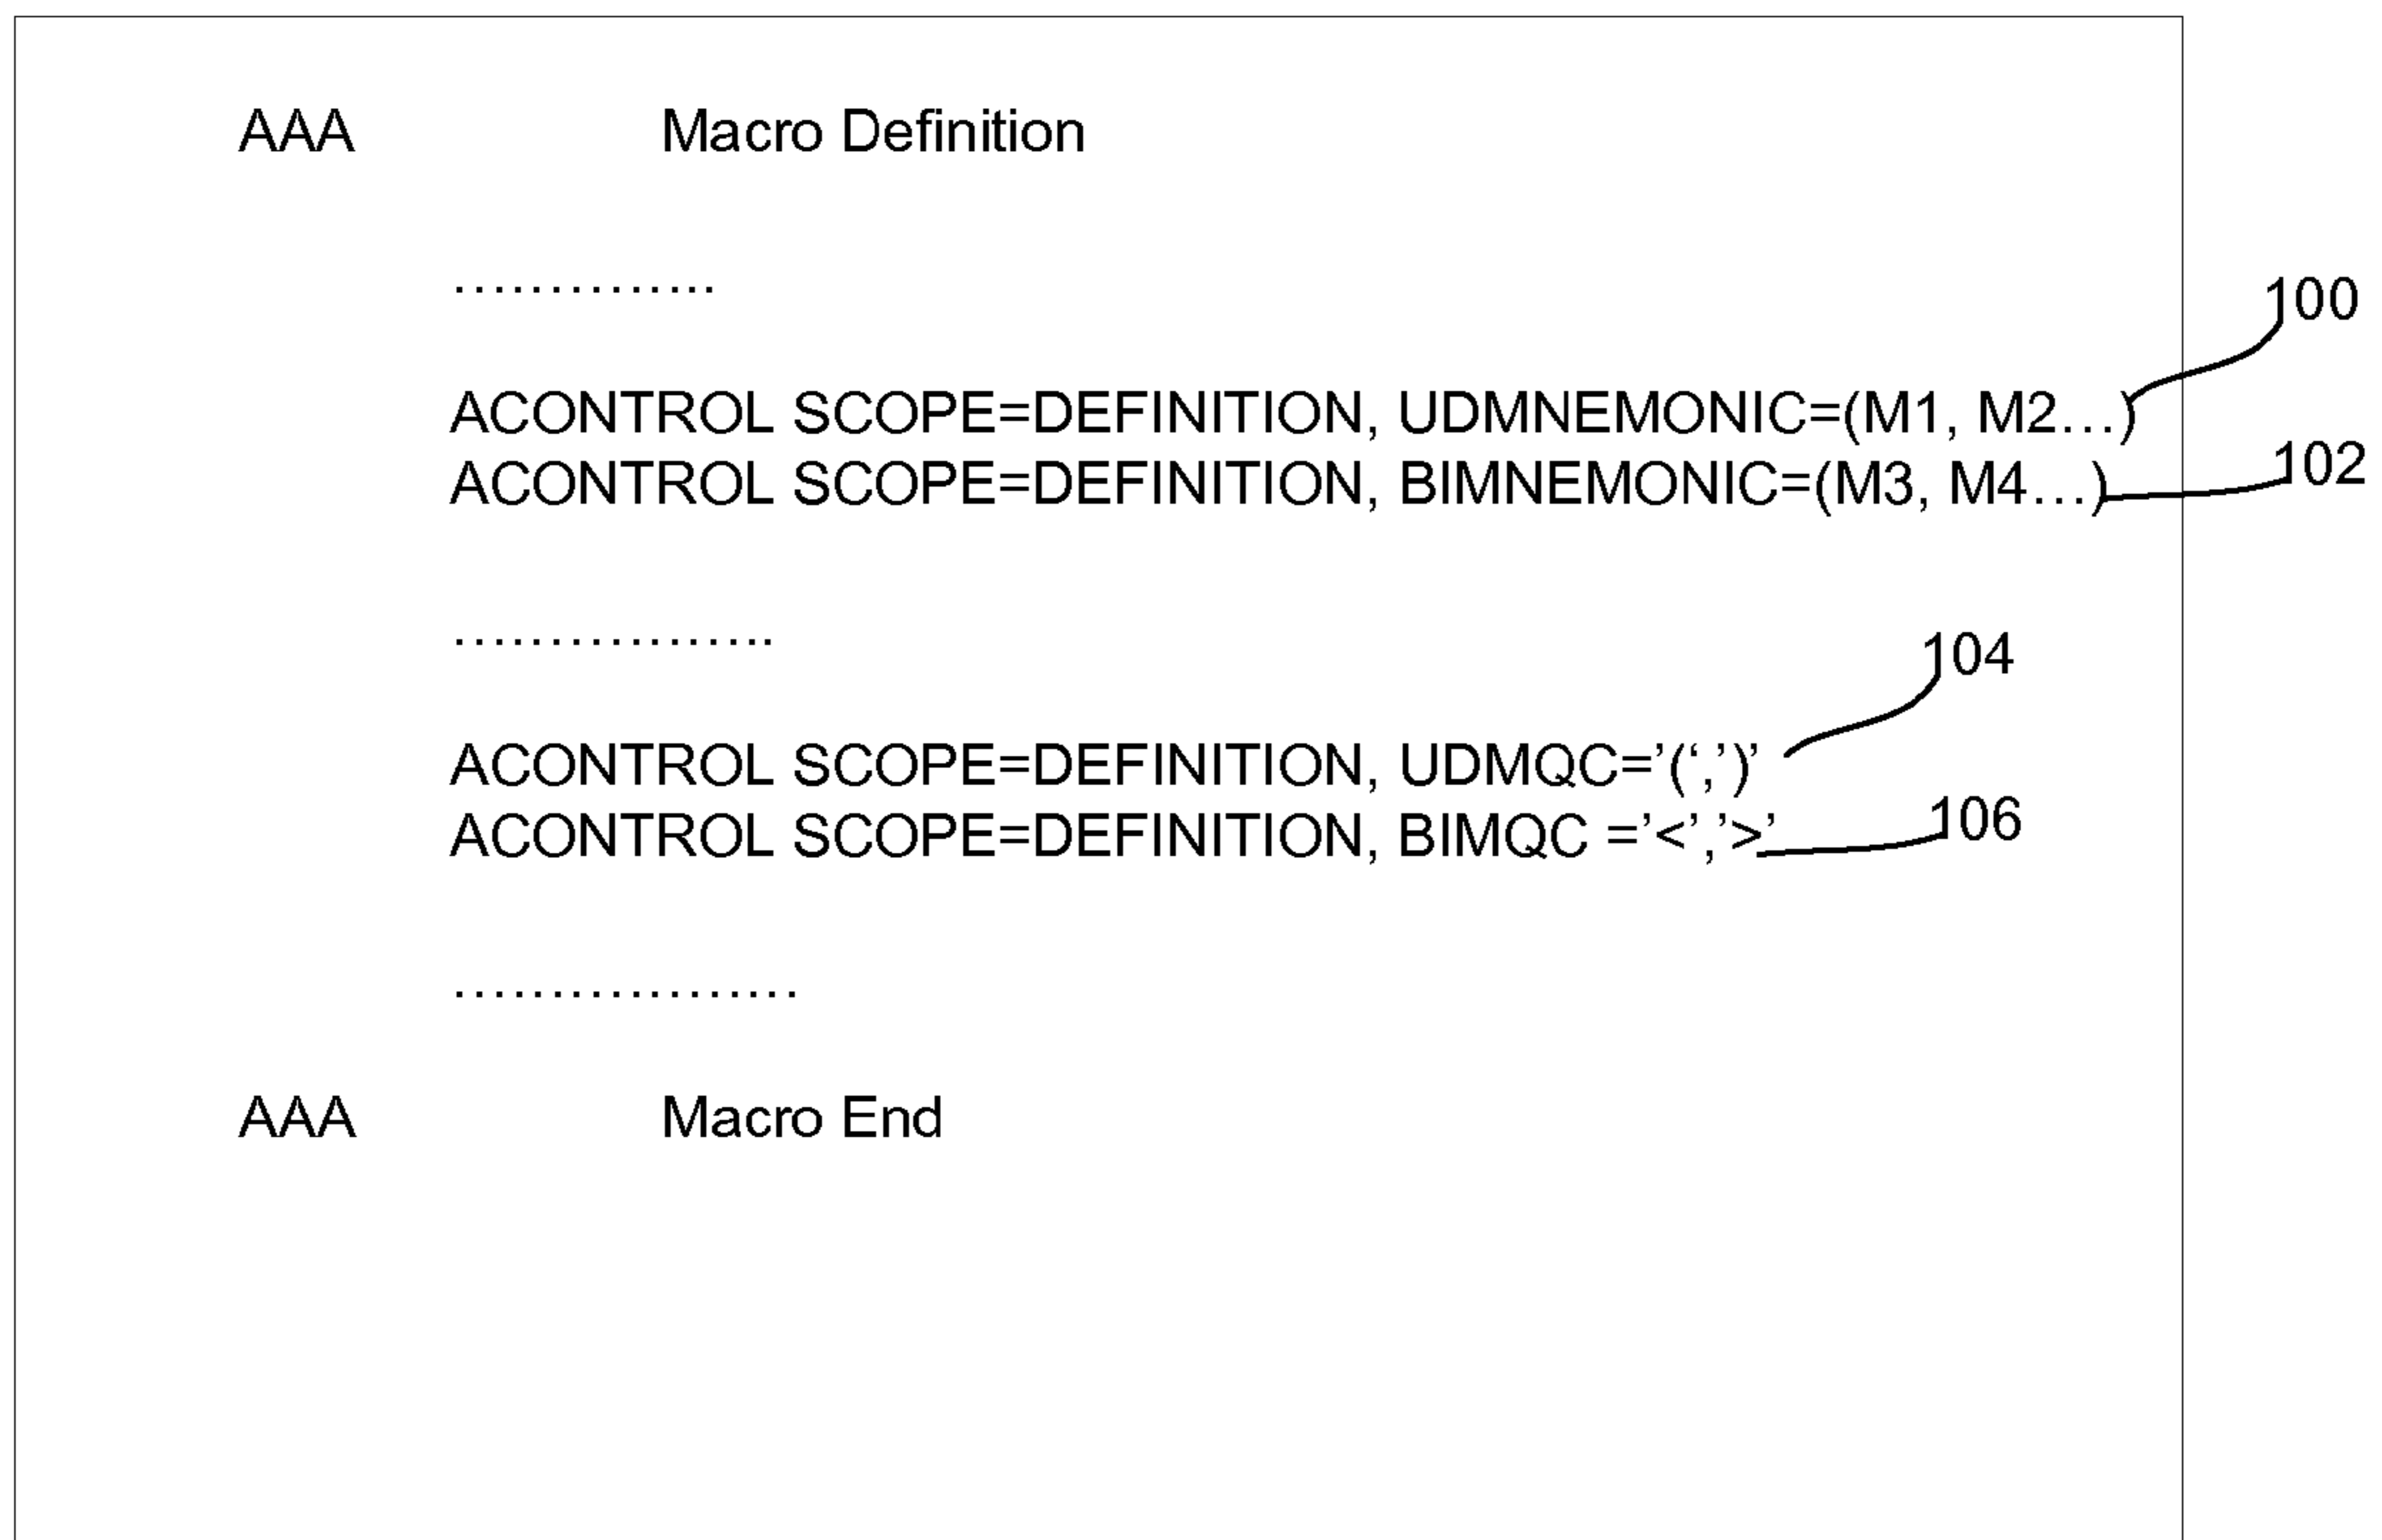 AAA Macro Definition
..............
100
ACONTROL SCOPE=DEFINITION, UDMNEMONIC=(M1, M2...)
ACONTROL SCOPE=DEFINITION, BIMNEMONIC=(M3, M4...)
102
.................
104
ACONTROL SCOPE=DEFINITION, UDMQC=’(‘,’)’
ACONTROL SCOPE=DEFINITION, BIMQC =’<’,’>’
106
..................
AAA Macro End